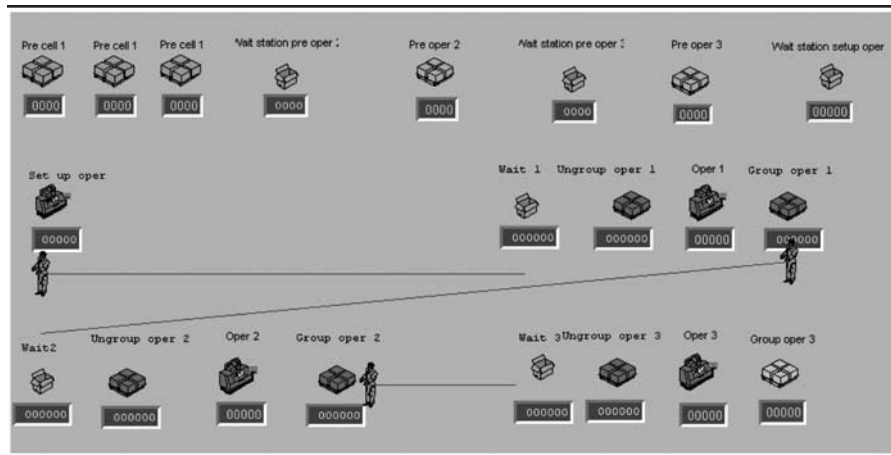 Pre cell 1 Pre cell 1 Pre cell 1 Wait station pre oper 2 Pre oper 2 Wait station pre oper 3 Pre oper 3 Wait station setup oper
0000 0000 0000 0000 0000 0000 0000 00000
Set up oper Wait 1 Ungroup oper 1 Oper 1 Group oper 1
00000 000000 000000 00000 000000
Wait2 Ungroup oper 2 Oper 2 Group oper 2 Wait 3 Ungroup oper 3 Oper 3 Group oper 3
000000 000000 00000 000000 000000 000000 00000 00000